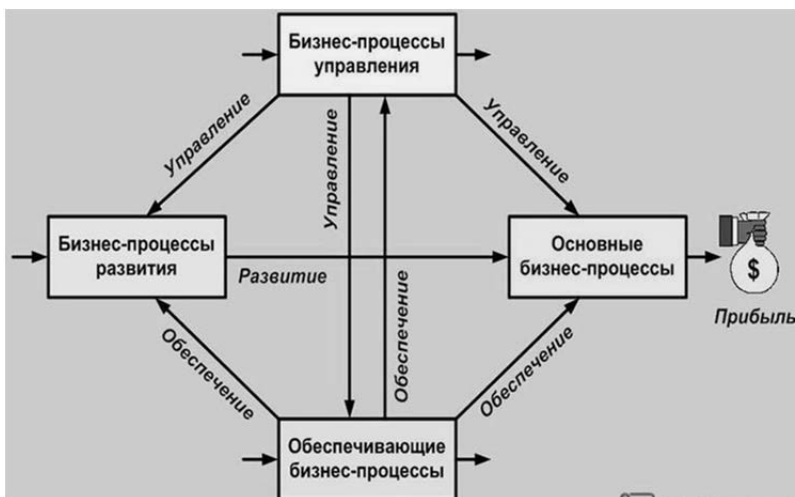 Бизнес-процессы
управления
Управление
Управление
Управление
Бизнес-процессы
развития
Развитие
Основные
бизнес-процессы
$
Прибыль
Обеспечение
Обеспечение
Обеспечение
Обеспечивающие
бизнес-процессы